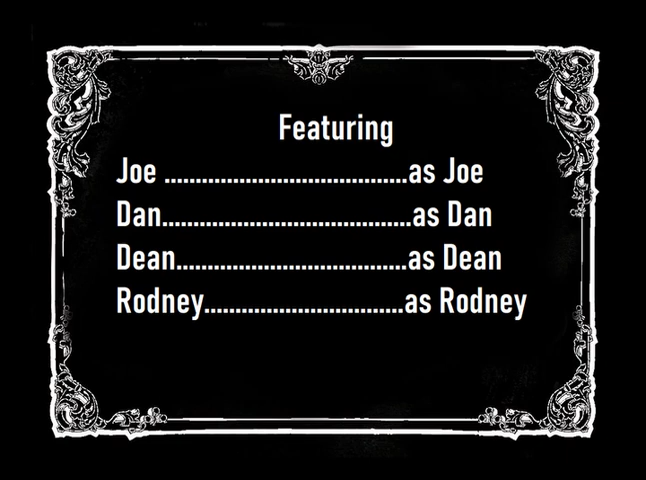 Featuring
Joe .......................................as Joe
Dan........................................as Dan
Dean.....................................as Dean
Rodney................................as Rodney